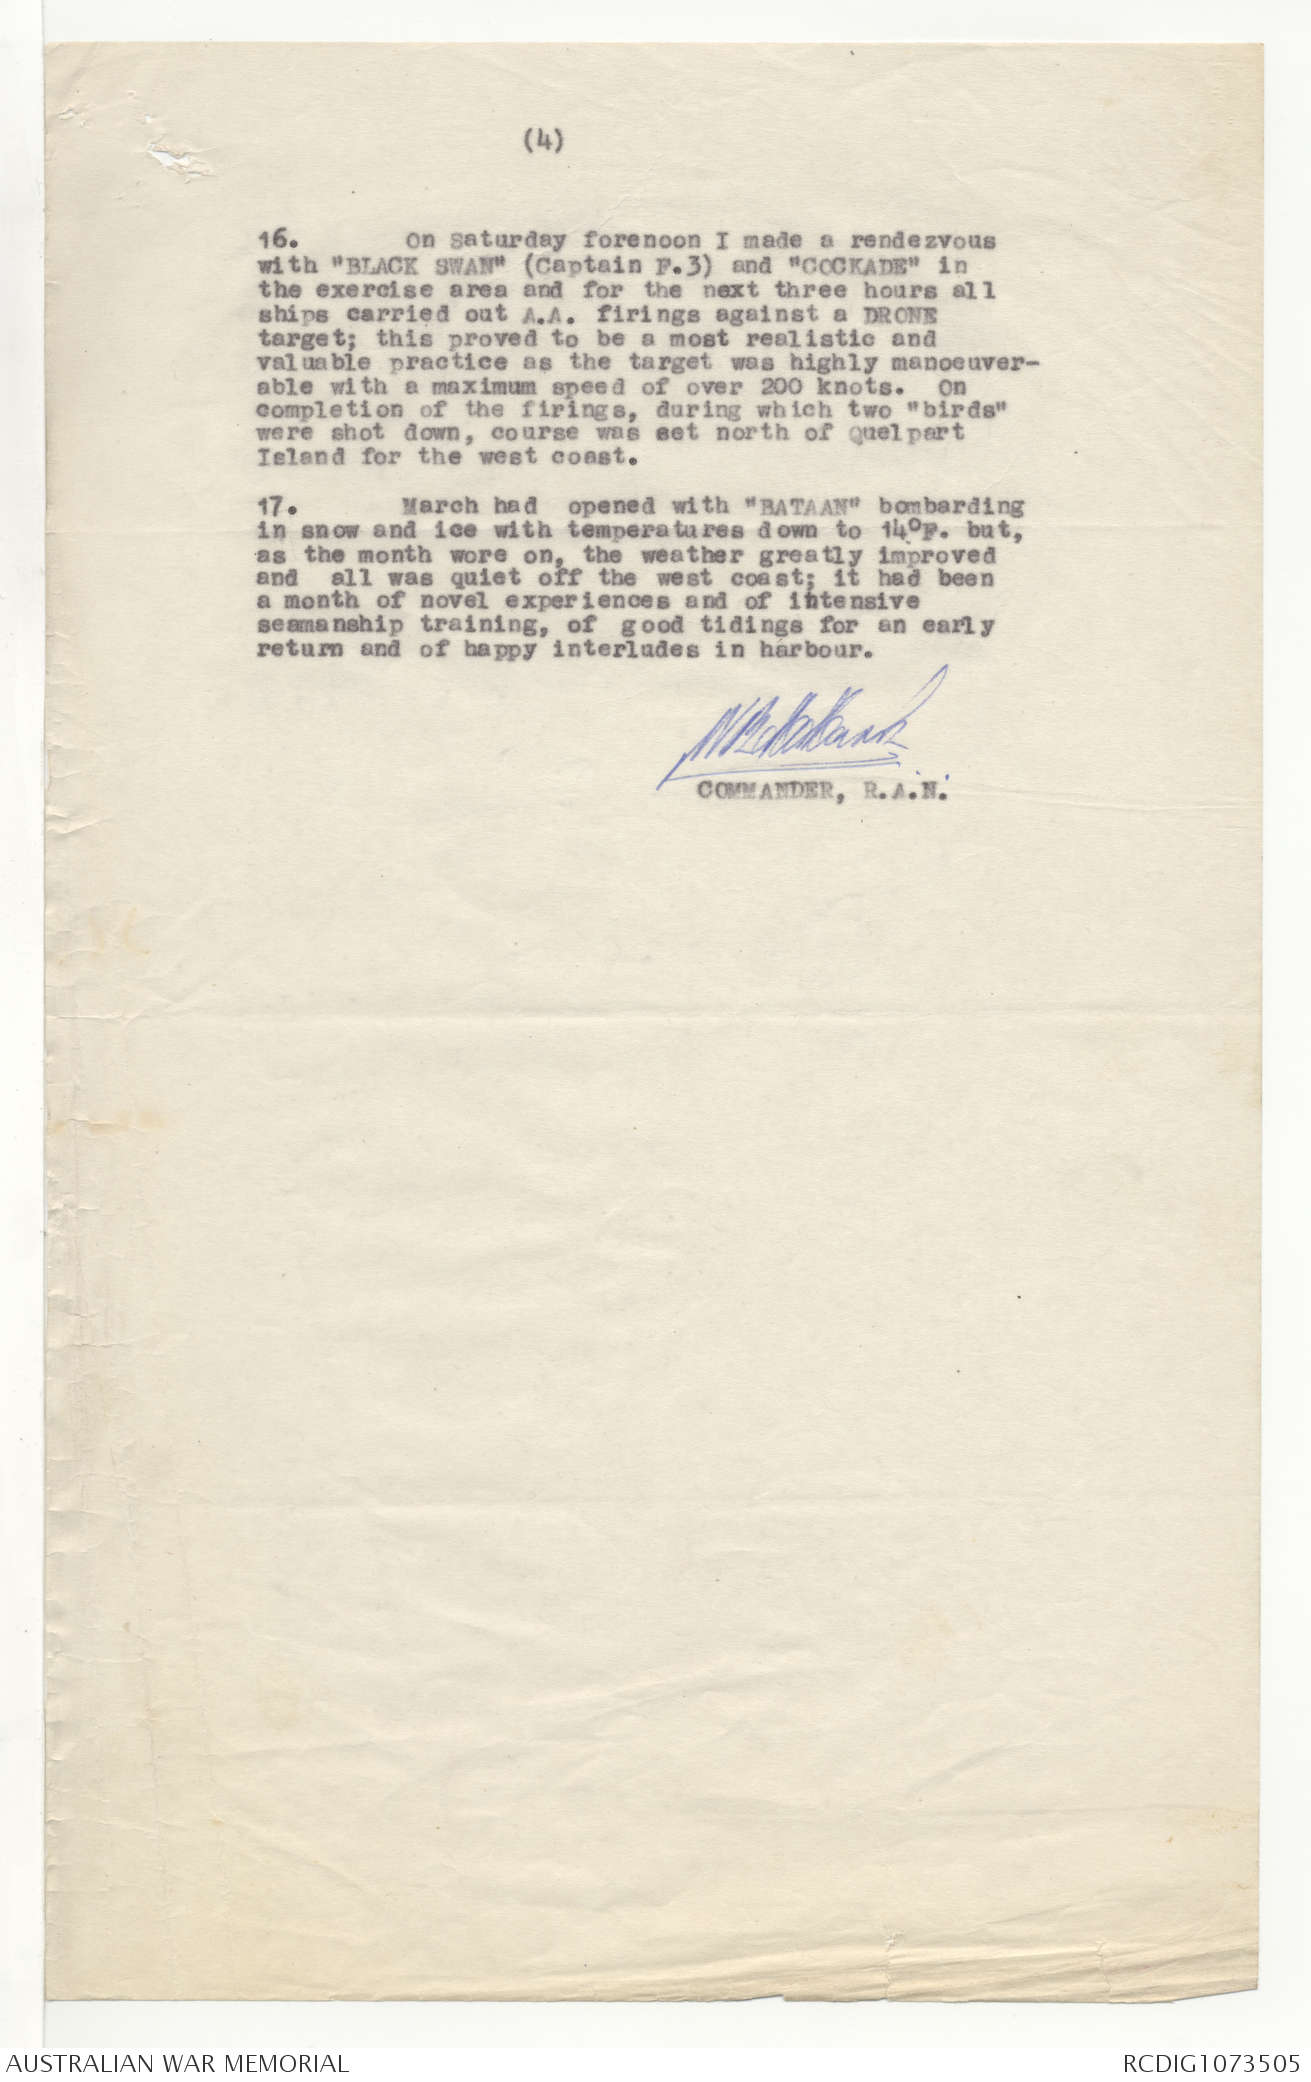 (4)
16. On Saturday forenoon I made a rendezvous
with "BLACK SWAN" (Captain F.3) and "COCKADE" in
the exercise area and for the next three hours all
ships carried out A.A. firings against a DRONE
target; this proved to be a most realistic and
valuable practice as the target was highly manoeuver-
able with a maximum speed of over 200 knots. On
completion of the firings, during which two "birds"
were shot down, course was set north of Quelpart
Island for the west coast.
17. March had opened with "BATAAN" bombarding
in snow and ice with temperatures down to 14ºF. but,
as the month wore on, the weather greatly improved
and all was quiet off the west coast; it had been
a month of novel experiences and of intensive
seamanship training, of good tidings for an early
return and of happy interludes in harbour.
COMMANDER, R.A.N.
AUSTRALIAN WAR MEMORIAL
RCDIG1073505